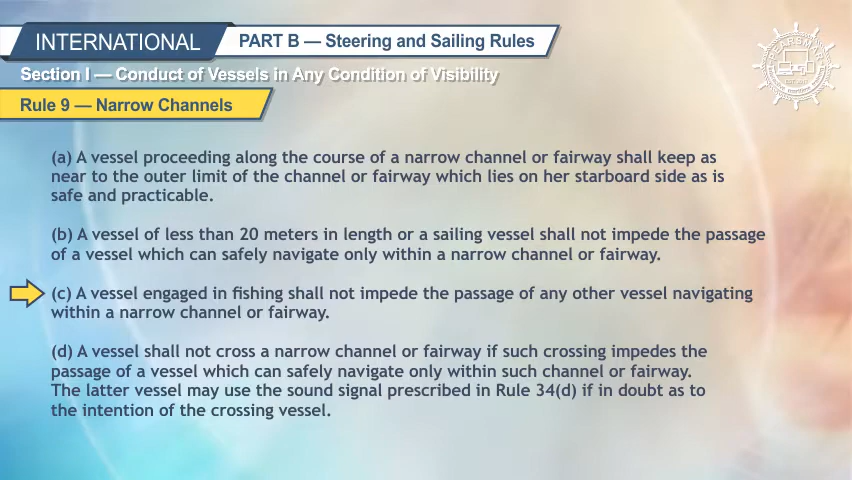 INTERNATIONAL
PART B — Steering and Sailing Rules
Section I — Conduct of Vessels in Any Condition of Visibility
Rule 9 — Narrow Channels
(a) A vessel proceeding along the course of a narrow channel or fairway shall keep as
near to the outer limit of the channel or fairway which lies on her starboard side as is
safe and practicable.
(b) A vessel of less than 20 meters in length or a sailing vessel shall not impede the passage
of a vessel which can safely navigate only within a narrow channel or fairway.
(c) A vessel engaged in fishing shall not impede the passage of any other vessel navigating
within a narrow channel or fairway.
(d) A vessel shall not cross a narrow channel or fairway if such crossing impedes the
passage of a vessel which can safely navigate only within such channel or fairway.
The latter vessel may use the sound signal prescribed in Rule 34(d) if in doubt as to
the intention of the crossing vessel.